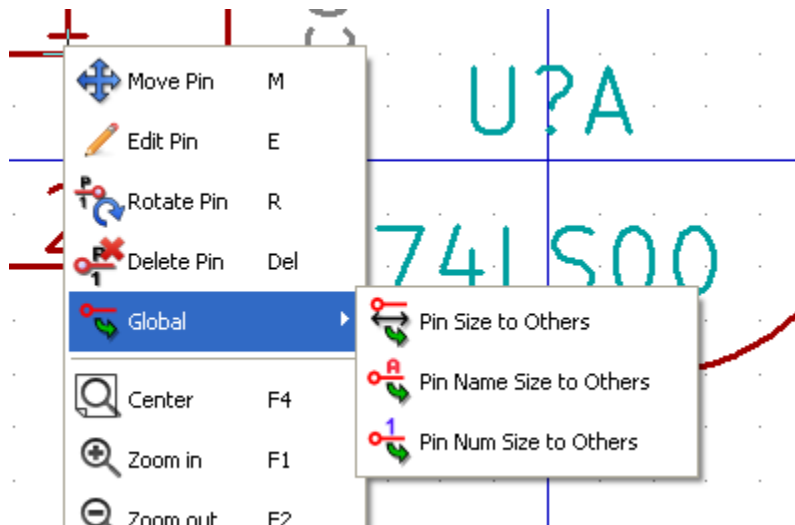 U?A
74LS00
Move Pin M
Edit Pin E
Rotate Pin R
Delete Pin Del
Global
Pin Size to Others
Pin Name Size to Others
Pin Num Size to Others
Center F4
Zoom in F1
Zoom out F2